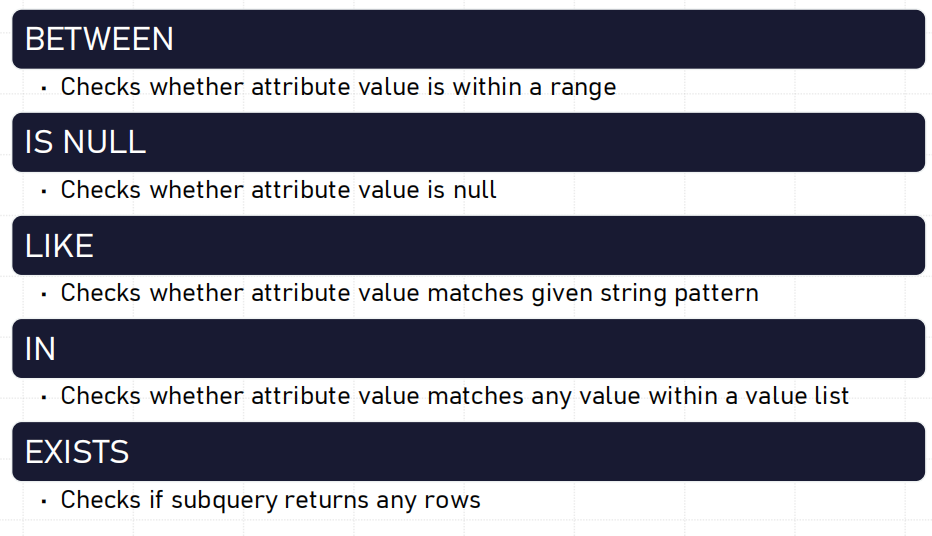 BETWEEN
▪ Checks whether attribute value is within a range
IS NULL
▪ Checks whether attribute value is null
LIKE
▪ Checks whether attribute value matches given string pattern
IN
▪ Checks whether attribute value matches any value within a value list
EXISTS
▪ Checks if subquery returns any rows